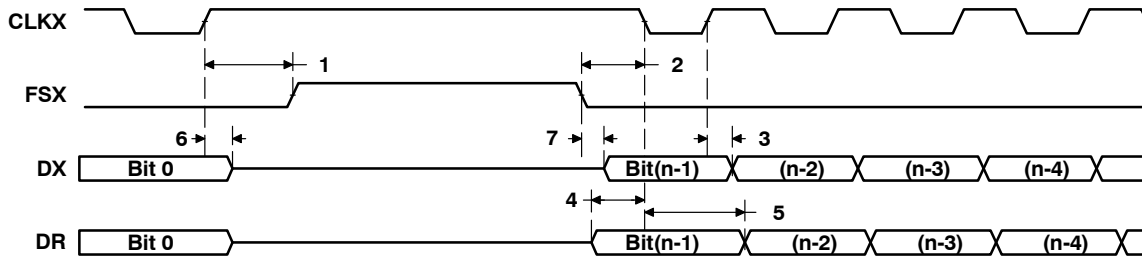 CLKX
1 2
FSX
6 7 3
DX Bit 0 Bit(n-1) (n-2) (n-3) (n-4)
4 5
DR Bit 0 Bit(n-1) (n-2) (n-3) (n-4)